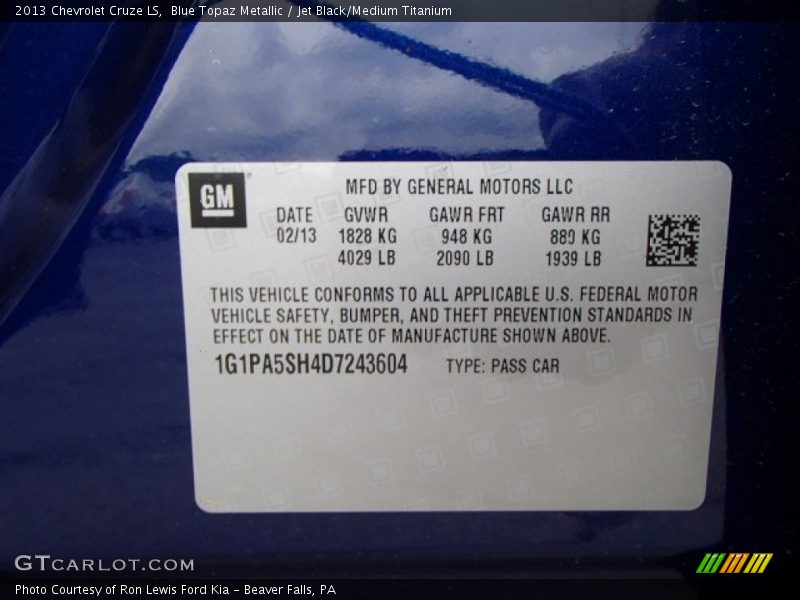 2013 Chevrolet Cruze LS, Blue Topaz Metallic / Jet Black/Medium Titanium
GM
MFD BY GENERAL MOTORS LLC
DATE GVWR GAWR FRT GAWR RR
02/13 1828 KG 948 KG 880 KG
4029 LB 2090 LB 1939 LB
THIS VEHICLE CONFORMS TO ALL APPLICABLE U.S. FEDERAL MOTOR
VEHICLE SAFETY, BUMPER, AND THEFT PREVENTION STANDARDS IN
EFFECT ON THE DATE OF MANUFACTURE SHOWN ABOVE.
1G1PA5SH4D7243604 TYPE: PASS CAR
GTCARLOT.COM
Photo Courtesy of Ron Lewis Ford Kia - Beaver Falls, PA